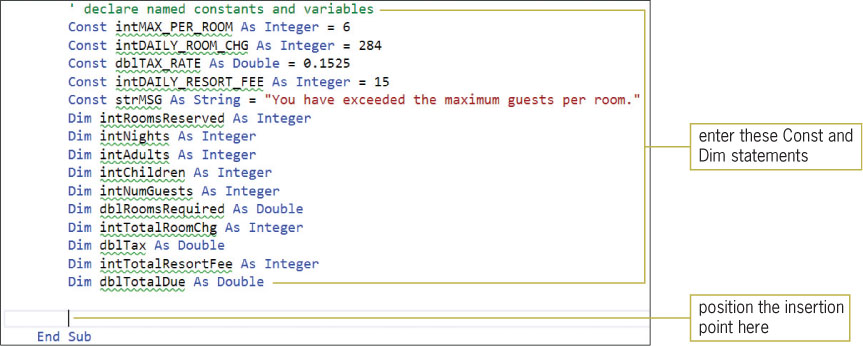 ' declare named constants and variables
Const intMAX_PER_ROOM As Integer = 6
Const intDAILY_ROOM_CHG As Integer = 284
Const dblTAX_RATE As Double = 0.1525
Const intDAILY_RESORT_FEE As Integer = 15
Const strMSG As String = "You have exceeded the maximum guests per room."
Dim intRoomsReserved As Integer
Dim intNights As Integer
Dim intAdults As Integer
Dim intChildren As Integer
Dim intNumGuests As Integer
Dim dblRoomsRequired As Double
Dim intTotalRoomChg As Integer
Dim dblTax As Double
Dim intTotalResortFee As Integer
Dim dblTotalDue As Double
End Sub
enter these Const and
Dim statements
position the insertion
point here